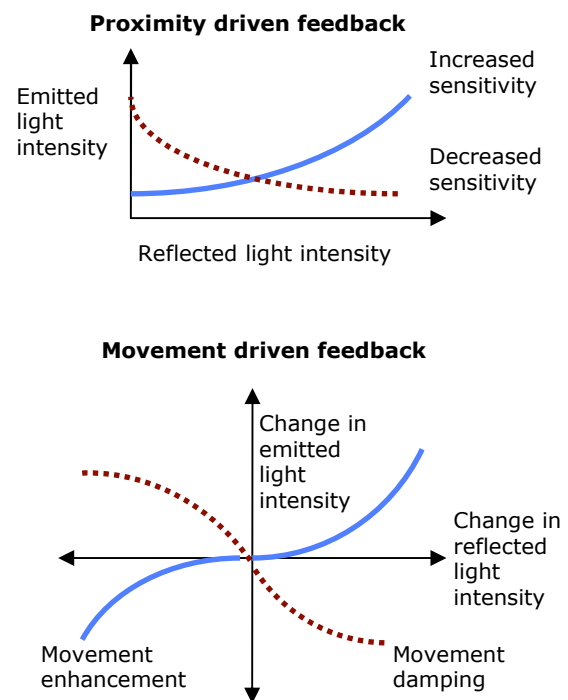 Proximity driven feedback
Increased
sensitivity
Emitted
light
intensity
Decreased
sensitivity
Reflected light intensity
Movement driven feedback
Change in
emitted
light
intensity
Change in
reflected
light
intensity
Movement
enhancement
Movement
damping